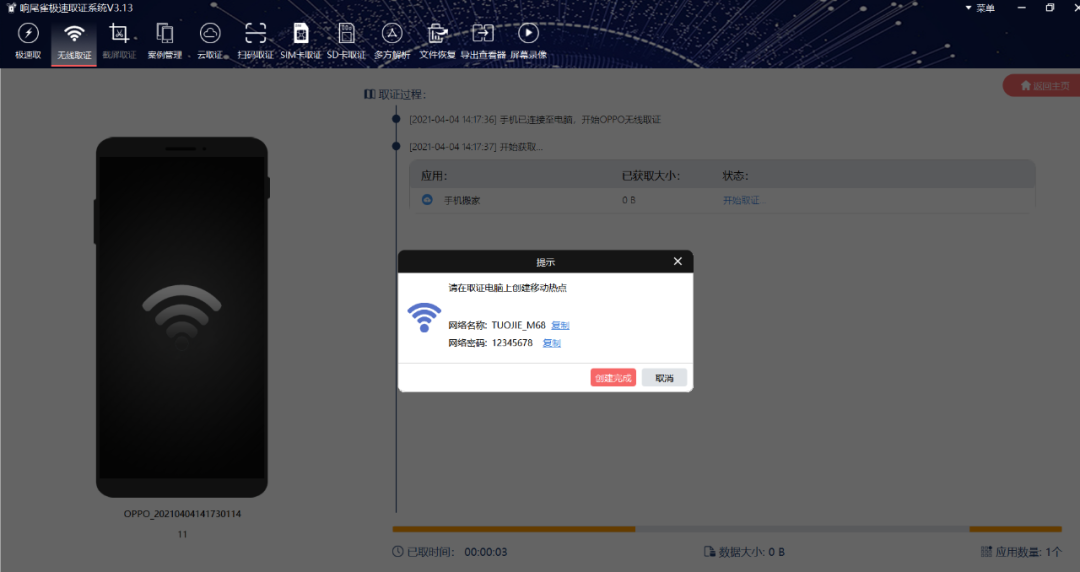 响尾雀极速取证系统V3.13
菜单
极速取 无线取证 截屏取证 案例管理 云取证 扫码取证 SIM卡取证 SD卡取证 多方解析 文件恢复 导出查看器 屏幕录像
返回主页
取证过程:
[2021-04-04 14:17:36] 手机已连接至电脑，开始OPPO无线取证
[2021-04-04 14:17:37] 开始获取...
应用: 已获取大小: 状态:
手机搬家 0 B 开始取证...
提示
请在取证电脑上创建移动热点
网络名称: TUOJIE_M68 复制
网络密码: 12345678 复制
创建完成 取消
OPPO_20210404141730114
11
已取时间: 00:00:03 数据大小: 0 B 应用数量: 1个